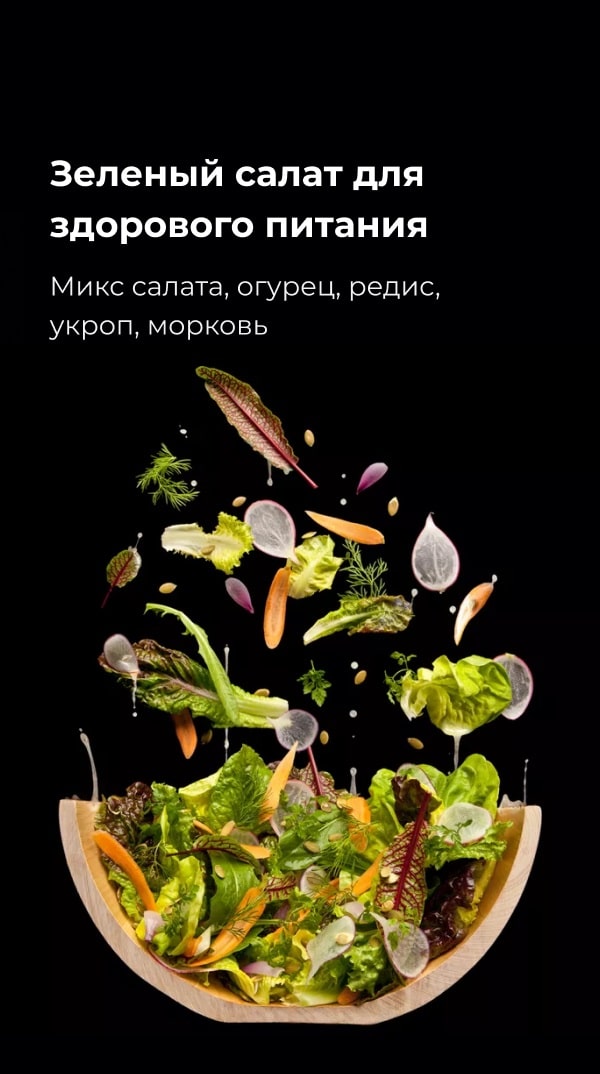 Зеленый салат для
здорового питания
Микс салата, огурец, редис,
укроп, морковь